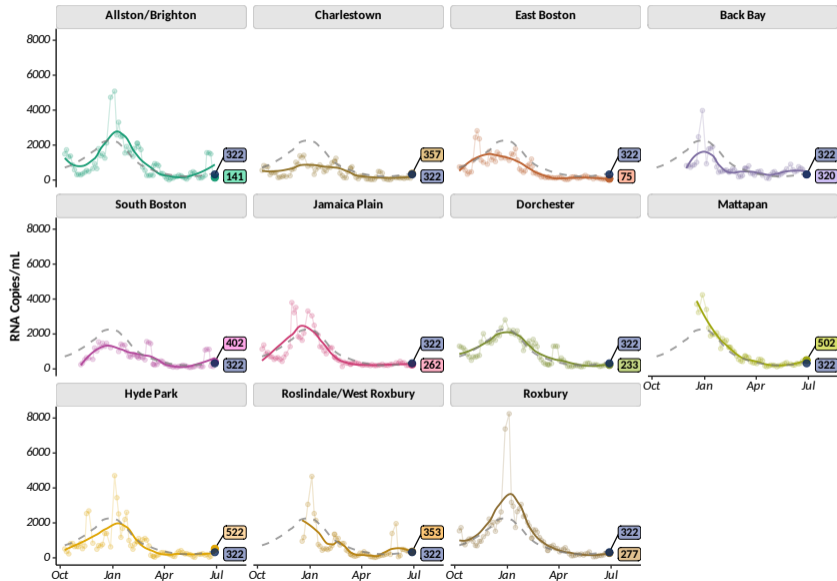 Allston/Brighton
Charlestown
East Boston
Back Bay
8000
6000
4000
2000
0
322
141
357
322
322
75
322
320
South Boston
Jamaica Plain
Dorchester
Mattapan
RNA Copies/mL
8000
6000
4000
2000
0
402
322
322
262
322
233
502
322
Oct
Jan
Apr
Jul
Hyde Park
Roslindale/West Roxbury
Roxbury
8000
6000
4000
2000
0
522
322
353
322
322
277
Oct
Jan
Apr
Jul
Oct
Jan
Apr
Jul
Oct
Jan
Apr
Jul